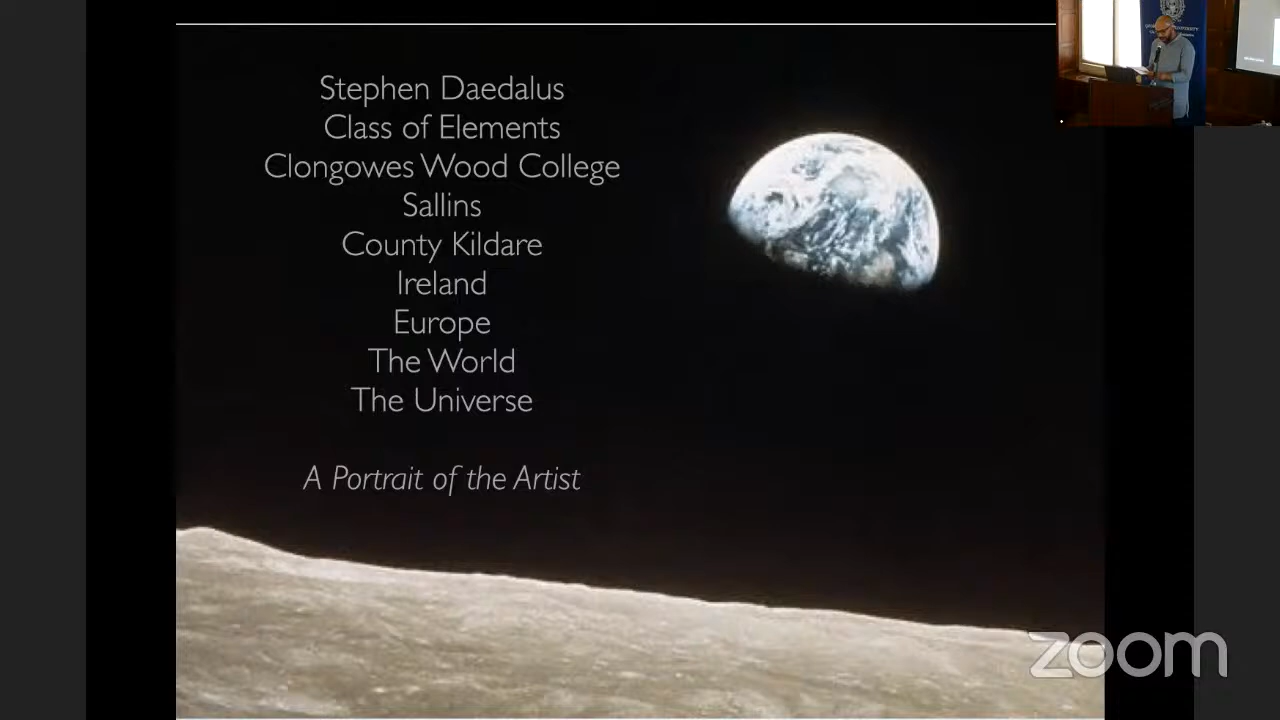 Stephen Daedalus
Class of Elements
Clongowes Wood College
Sallins
County Kildare
Ireland
Europe
The World
The Universe
A Portrait of the Artist
zoom